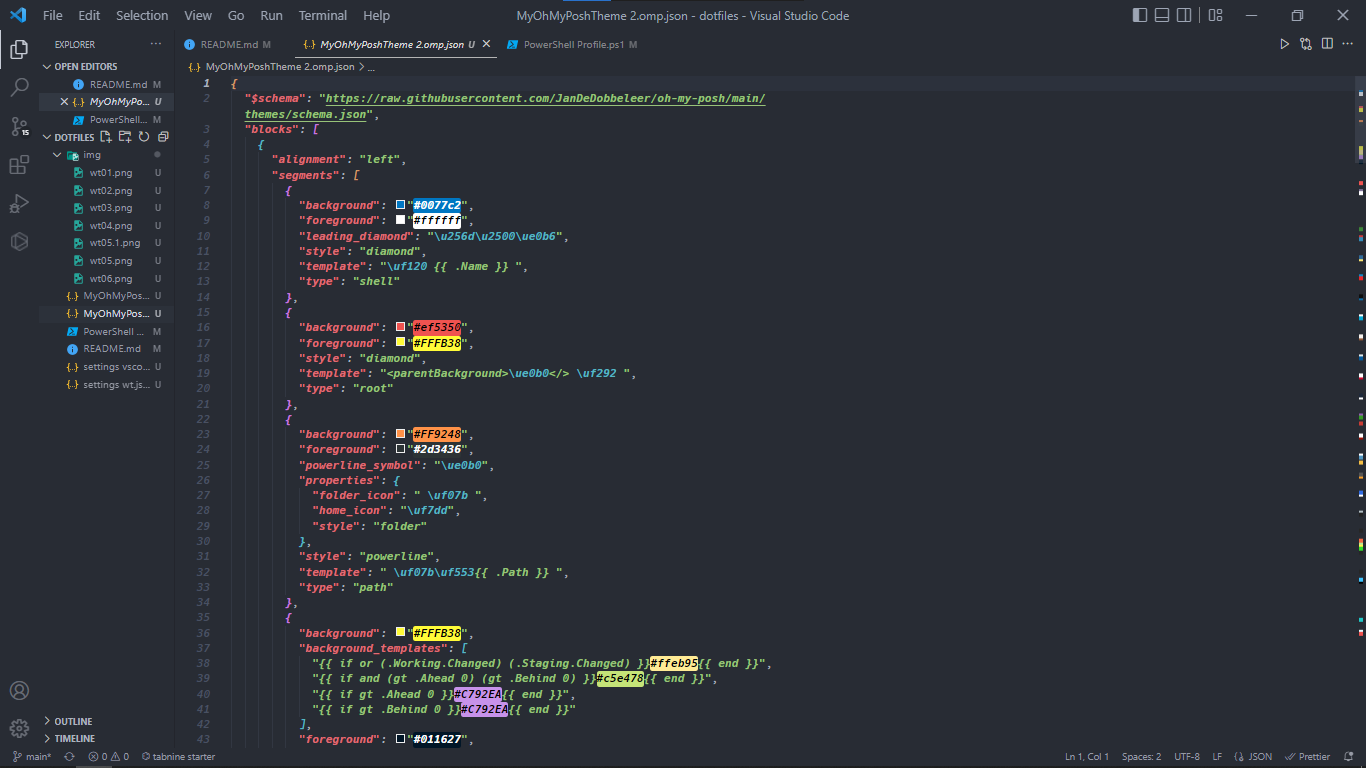 File Edit Selection View Go Run Terminal Help
MyOhMyPoshTheme 2.omp.json - dotfiles - Visual Studio Code
EXPLORER ···
README.md M
{..} MyOhMyPoshTheme 2.omp.json U
PowerShell Profile.ps1 M
{..} MyOhMyPoshTheme 2.omp.json > ...
OPEN EDITORS
README.md M
{..} MyOhMyPo... U
PowerShell... M
DOTFILES
img
wt01.png U
wt02.png U
wt03.png U
wt04.png U
wt05.1.png U
wt05.png U
wt06.png U
{..} MyOhMyPos... U
{..} MyOhMyPos... U
PowerShell ... M
README.md M
{..} settings vsco... U
{..} settings wt.js... U
OUTLINE
TIMELINE
15
1 {
2 "$schema": "https://raw.githubusercontent.com/JanDeDobbeleer/oh-my-posh/main/
themes/schema.json",
3 "blocks": [
4 {
5 "alignment": "left",
6 "segments": [
7 {
8 "background": "#0077c2",
9 "foreground": "#ffffff",
10 "leading_diamond": "\u256d\u2500\ue0b6",
11 "style": "diamond",
12 "template": "\uf120 {{ .Name }} ",
13 "type": "shell"
14 },
15 {
16 "background": "#ef5350",
17 "foreground": "#FFFB38",
18 "style": "diamond",
19 "template": "<parentBackground>\ue0b0</> \uf292 ",
20 "type": "root"
21 },
22 {
23 "background": "#FF9248",
24 "foreground": "#2d3436",
25 "powerline_symbol": "\ue0b0",
26 "properties": {
27 "folder_icon": " \uf07b ",
28 "home_icon": "\uf7dd",
29 "style": "folder"
30 },
31 "style": "powerline",
32 "template": " \uf07b\uf553{{ .Path }} ",
33 "type": "path"
34 },
35 {
36 "background": "#FFFB38",
37 "background_templates": [
38 "{{ if or (.Working.Changed) (.Staging.Changed) }}#ffeb95{{ end }}",
39 "{{ if and (gt .Ahead 0) (gt .Behind 0) }}#c5e478{{ end }}",
40 "{{ if gt .Ahead 0 }}#C792EA{{ end }}",
41 "{{ if gt .Behind 0 }}#C792EA{{ end }}"
42 ],
43 "foreground": "#011627",
main* 0 0 tabnine starter
Ln 1, Col 1 Spaces: 2 UTF-8 LF JSON Prettier